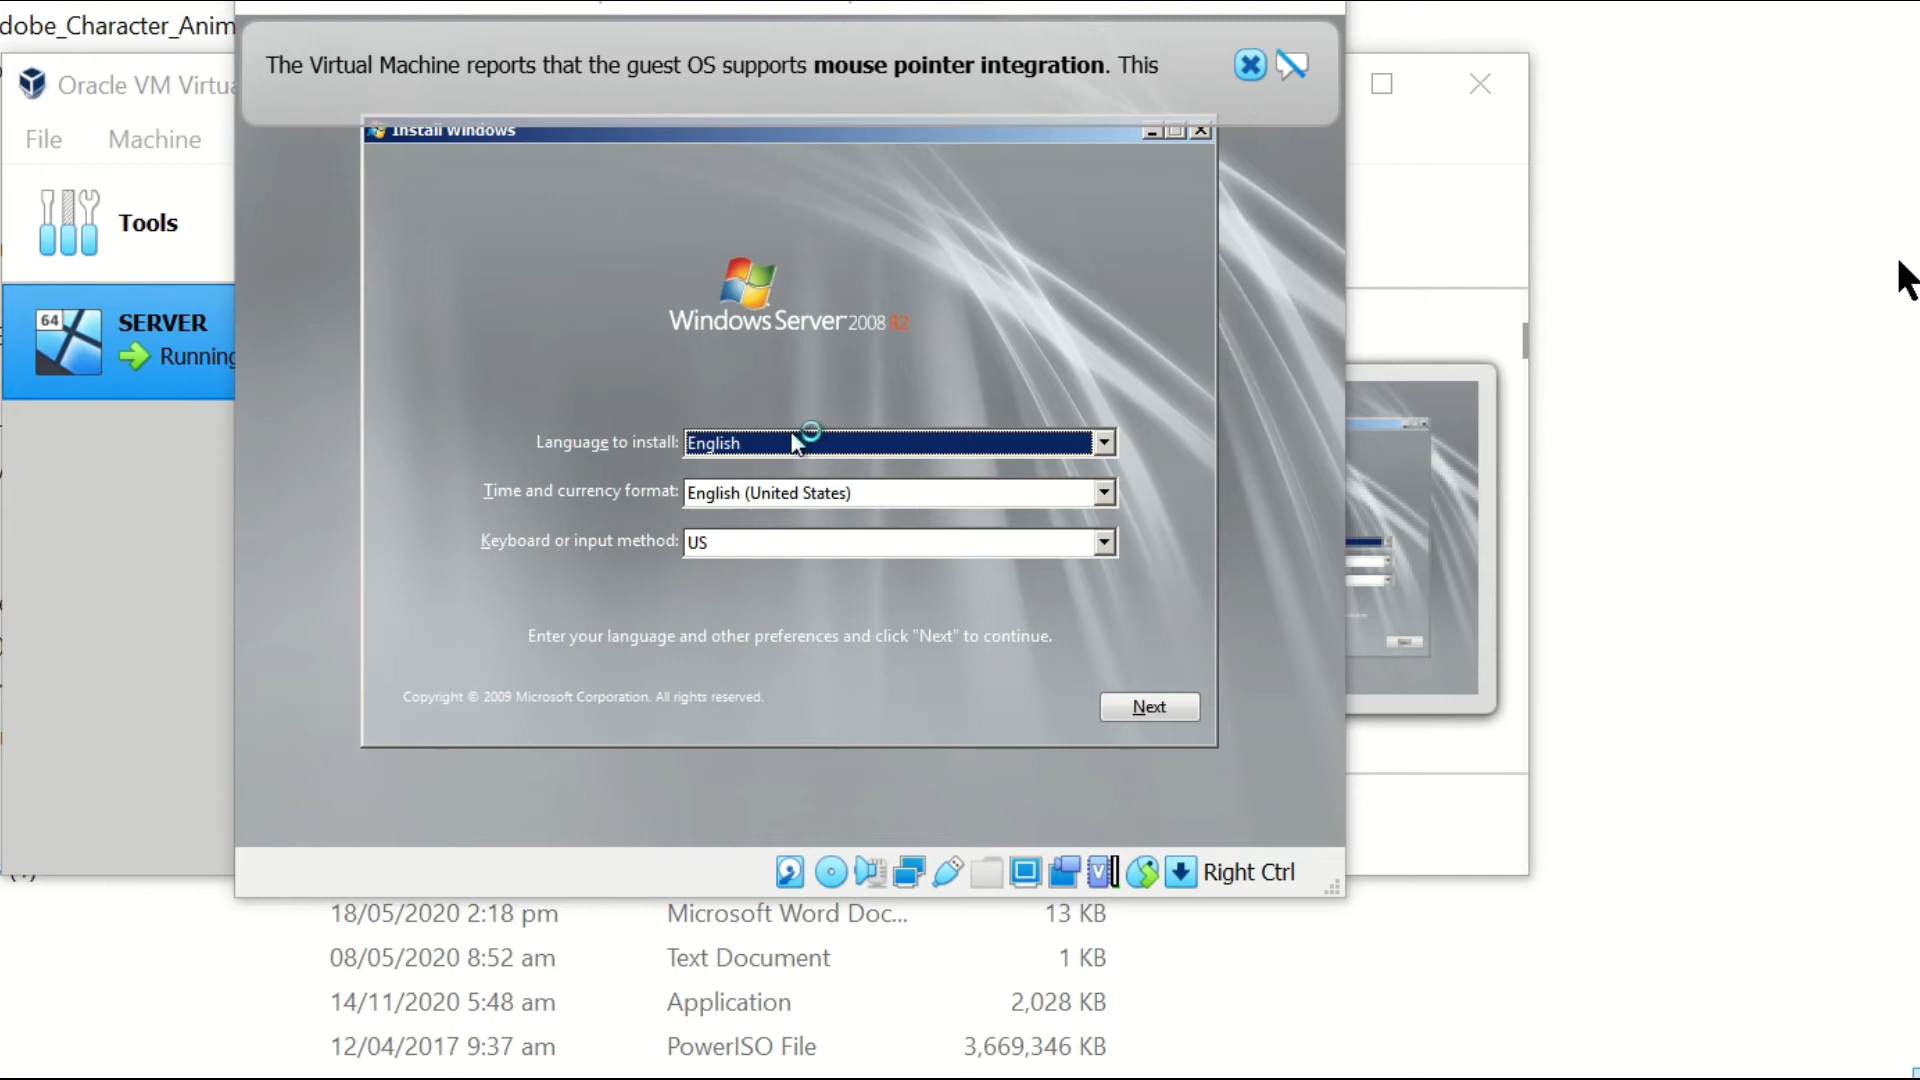 dobe_Character_Anim
The Virtual Machine reports that the guest OS supports mouse pointer integration. This
Oracle VM Virtua
File Machine
Tools
64
SERVER
Running
Install Windows
Windows Server 2008 R2
Language to install: English
Time and currency format: English (United States)
Keyboard or input method: US
Enter your language and other preferences and click "Next" to continue.
Copyright © 2009 Microsoft Corporation. All rights reserved.
Next
Right Ctrl
18/05/2020 2:18 pm Microsoft Word Doc... 13 KB
08/05/2020 8:52 am Text Document 1 KB
14/11/2020 5:48 am Application 2,028 KB
12/04/2017 9:37 am PowerISO File 3,669,346 KB